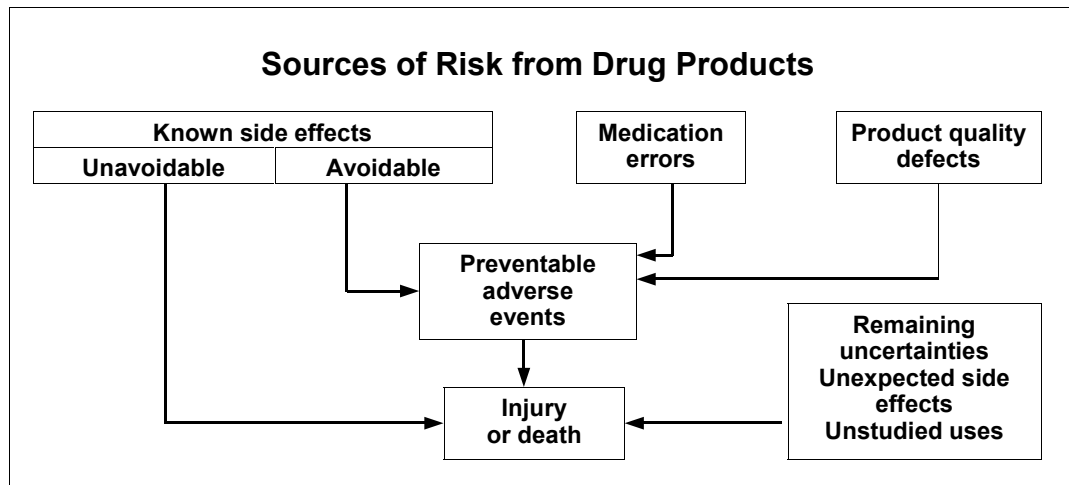 Sources of Risk from Drug Products
Known side effects
Unavoidable
Avoidable
Medication
errors
Product quality
defects
Preventable
adverse
events
Remaining
uncertainties
Unexpected side
effects
Unstudied uses
Injury
or death